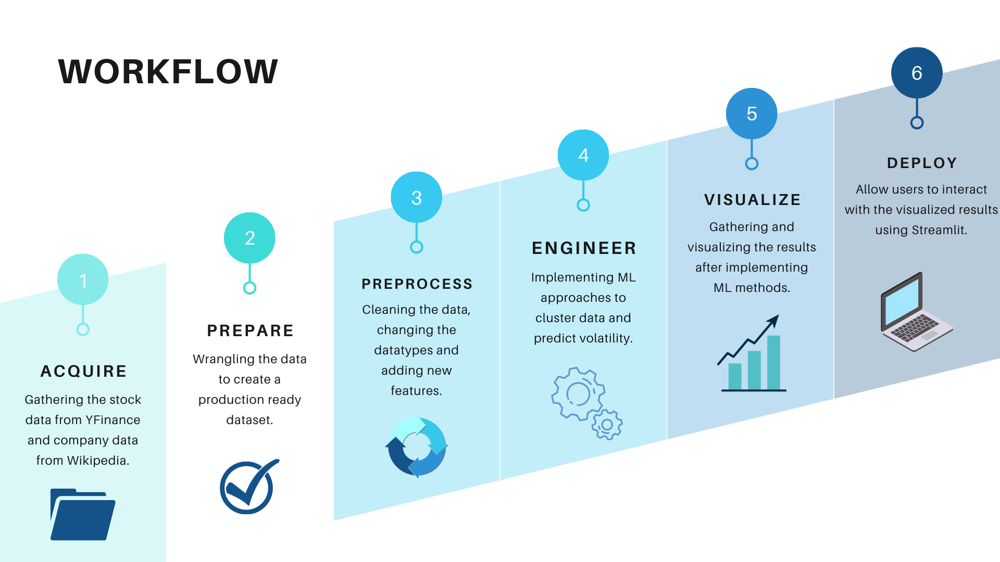 WORKFLOW
1
ACQUIRE
Gathering the stock
data from YFinance
and company data
from Wikipedia.
2
PREPARE
Wrangling the data
to create a
production ready
dataset.
3
PREPROCESS
Cleaning the data,
changing the
datatypes and
adding new
features.
4
ENGINEER
Implementing ML
approaches to
cluster data and
predict volatility.
5
VISUALIZE
Gathering and
visualizing the results
after implementing
ML methods.
6
DEPLOY
Allow users to interact
with the visualized results
using Streamlit.